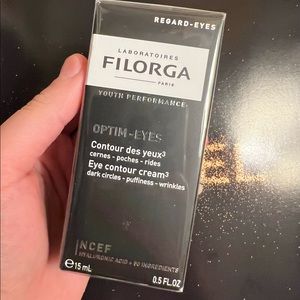 REGARD-EYES
LABORATOIRES
FILORGA
PARIS
YOUTH PERFORMANCE
OPTIM-EYES
Contour des yeux³
cernes - poches - rides
Eye contour cream³
dark circles - puffiness - wrinkles
NCEF
HYALURONIC ACID + 50 INGREDIENTS
e 15 mL 0.5 FL.OZ
EL